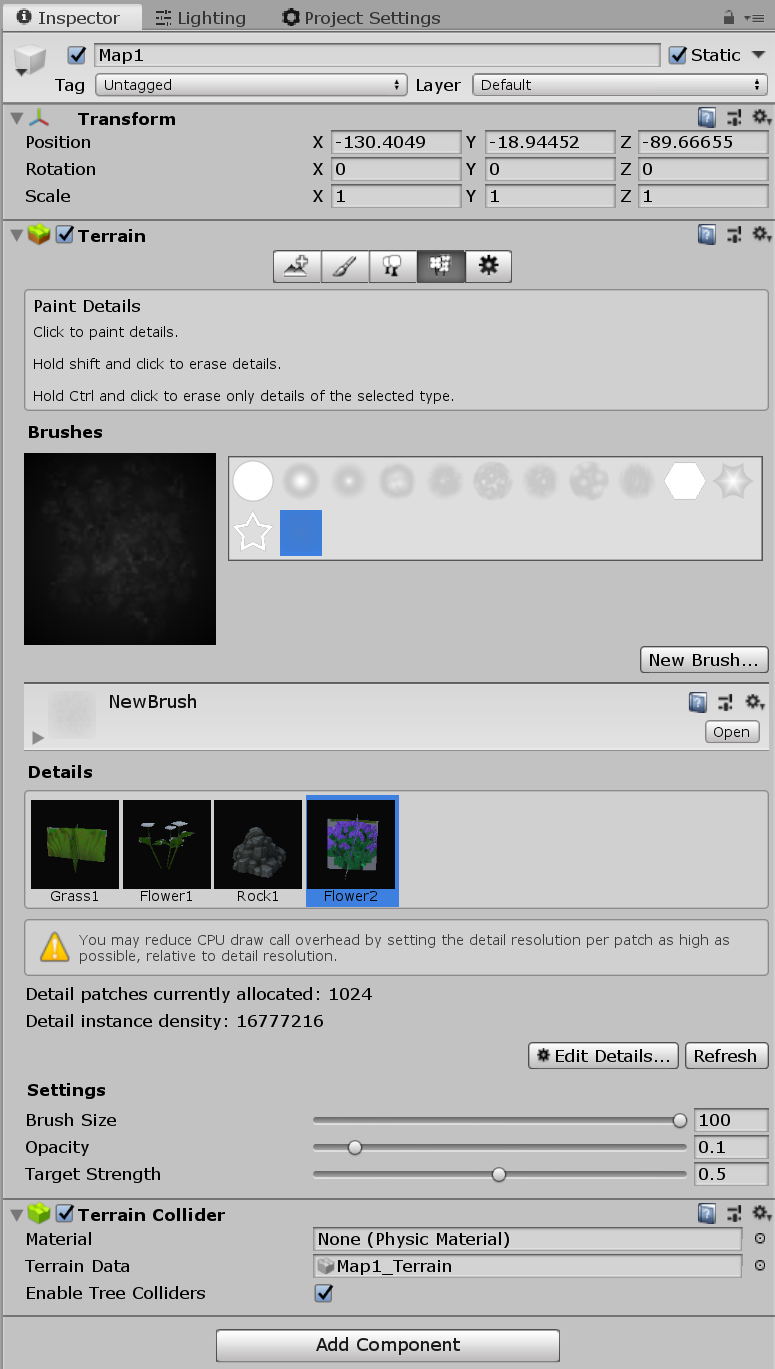 Inspector Lighting Project Settings
Map1 Static
Tag Untagged Layer Default
Transform
Position X -130.4049 Y -18.94452 Z -89.66655
Rotation X 0 Y 0 Z 0
Scale X 1 Y 1 Z 1
Terrain
Paint Details
Click to paint details.
Hold shift and click to erase details.
Hold Ctrl and click to erase only details of the selected type.
Brushes
New Brush...
NewBrush
Open
Details
Grass1 Flower1 Rock1 Flower2
You may reduce CPU draw call overhead by setting the detail resolution per patch as high as
possible, relative to detail resolution.
Detail patches currently allocated: 1024
Detail instance density: 16777216
Edit Details... Refresh
Settings
Brush Size 100
Opacity 0.1
Target Strength 0.5
Terrain Collider
Material None (Physic Material)
Terrain Data Map1_Terrain
Enable Tree Colliders
Add Component